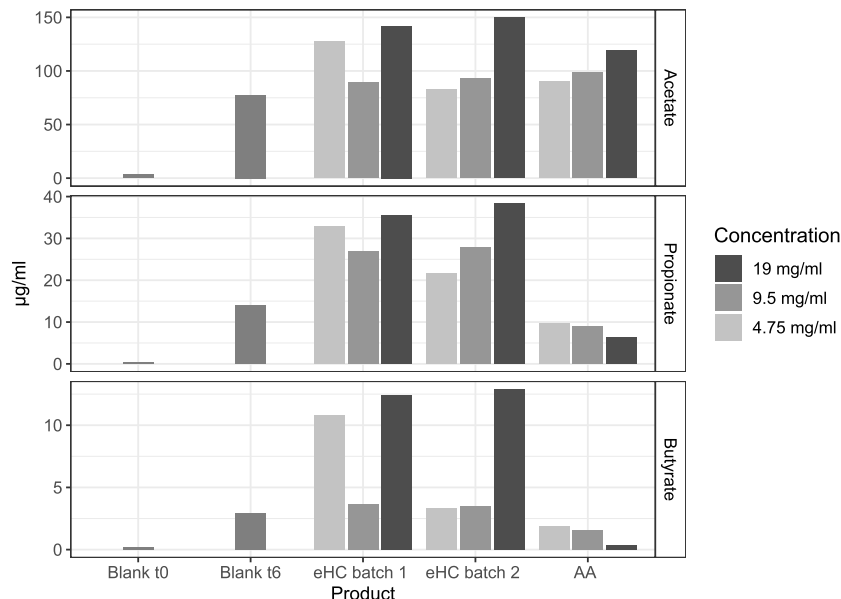 150
100
50
0
Acetate
40
30
20
10
0
Propionate
10
5
0
Butyrate
µg/ml
Blank t0 Blank t6 eHC batch 1 eHC batch 2 AA
Product
Concentration
19 mg/ml
9.5 mg/ml
4.75 mg/ml